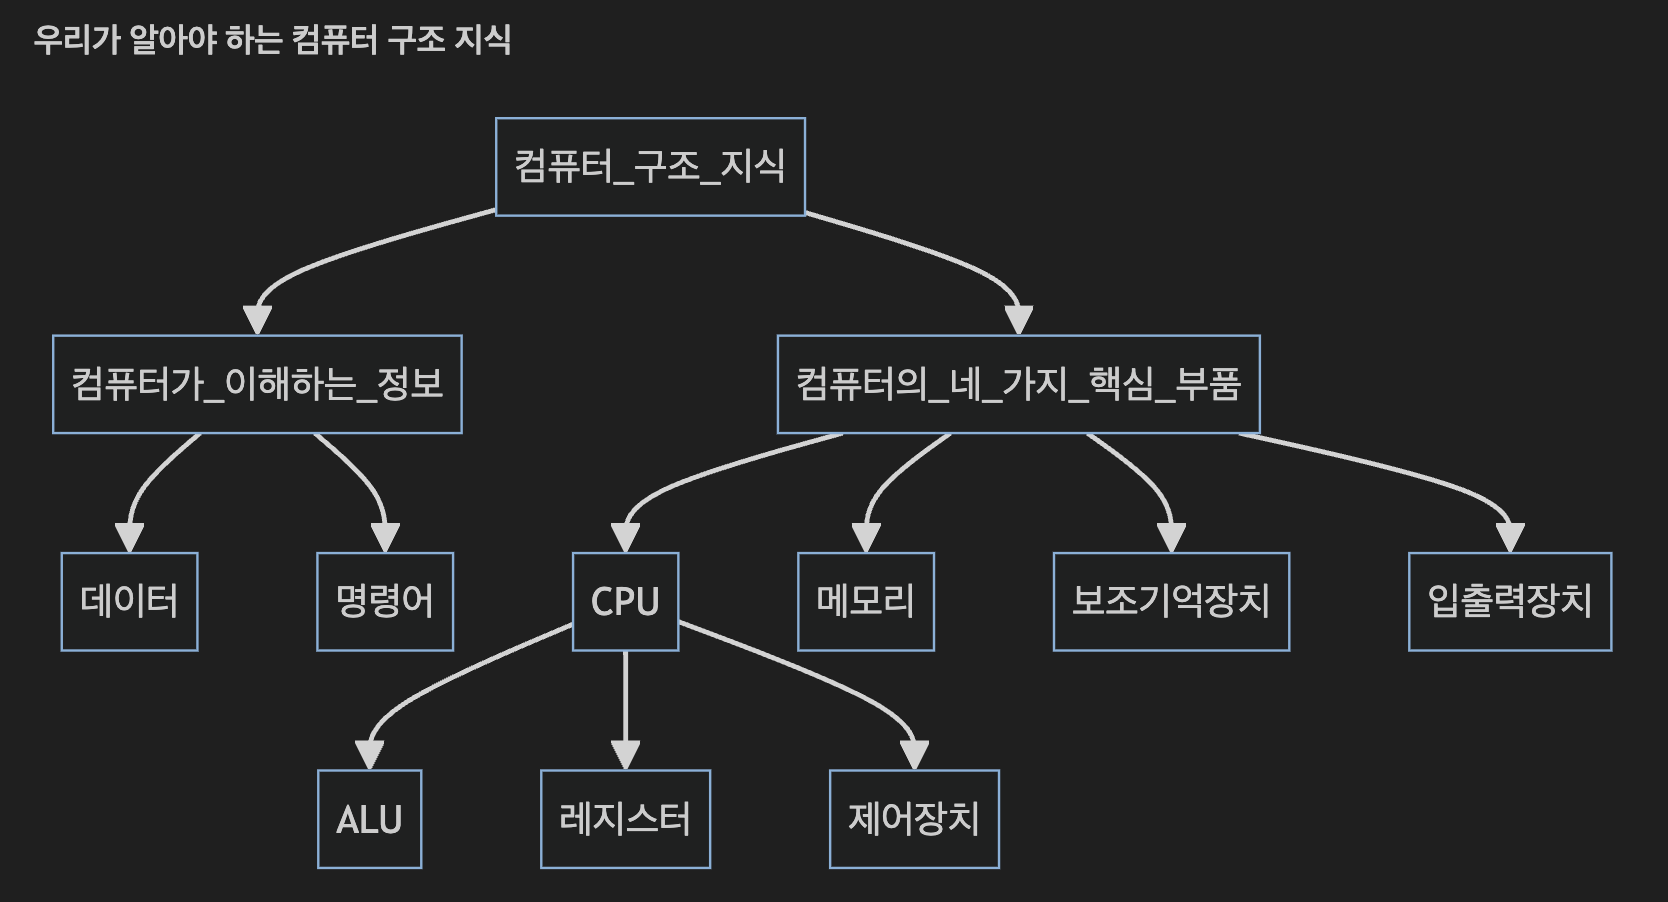 우리가 알아야 하는 컴퓨터 구조 지식
컴퓨터_구조_지식
컴퓨터가_이해하는_정보
컴퓨터의_네_가지_핵심_부품
데이터
명령어
CPU
메모리
보조기억장치
입출력장치
ALU
레지스터
제어장치